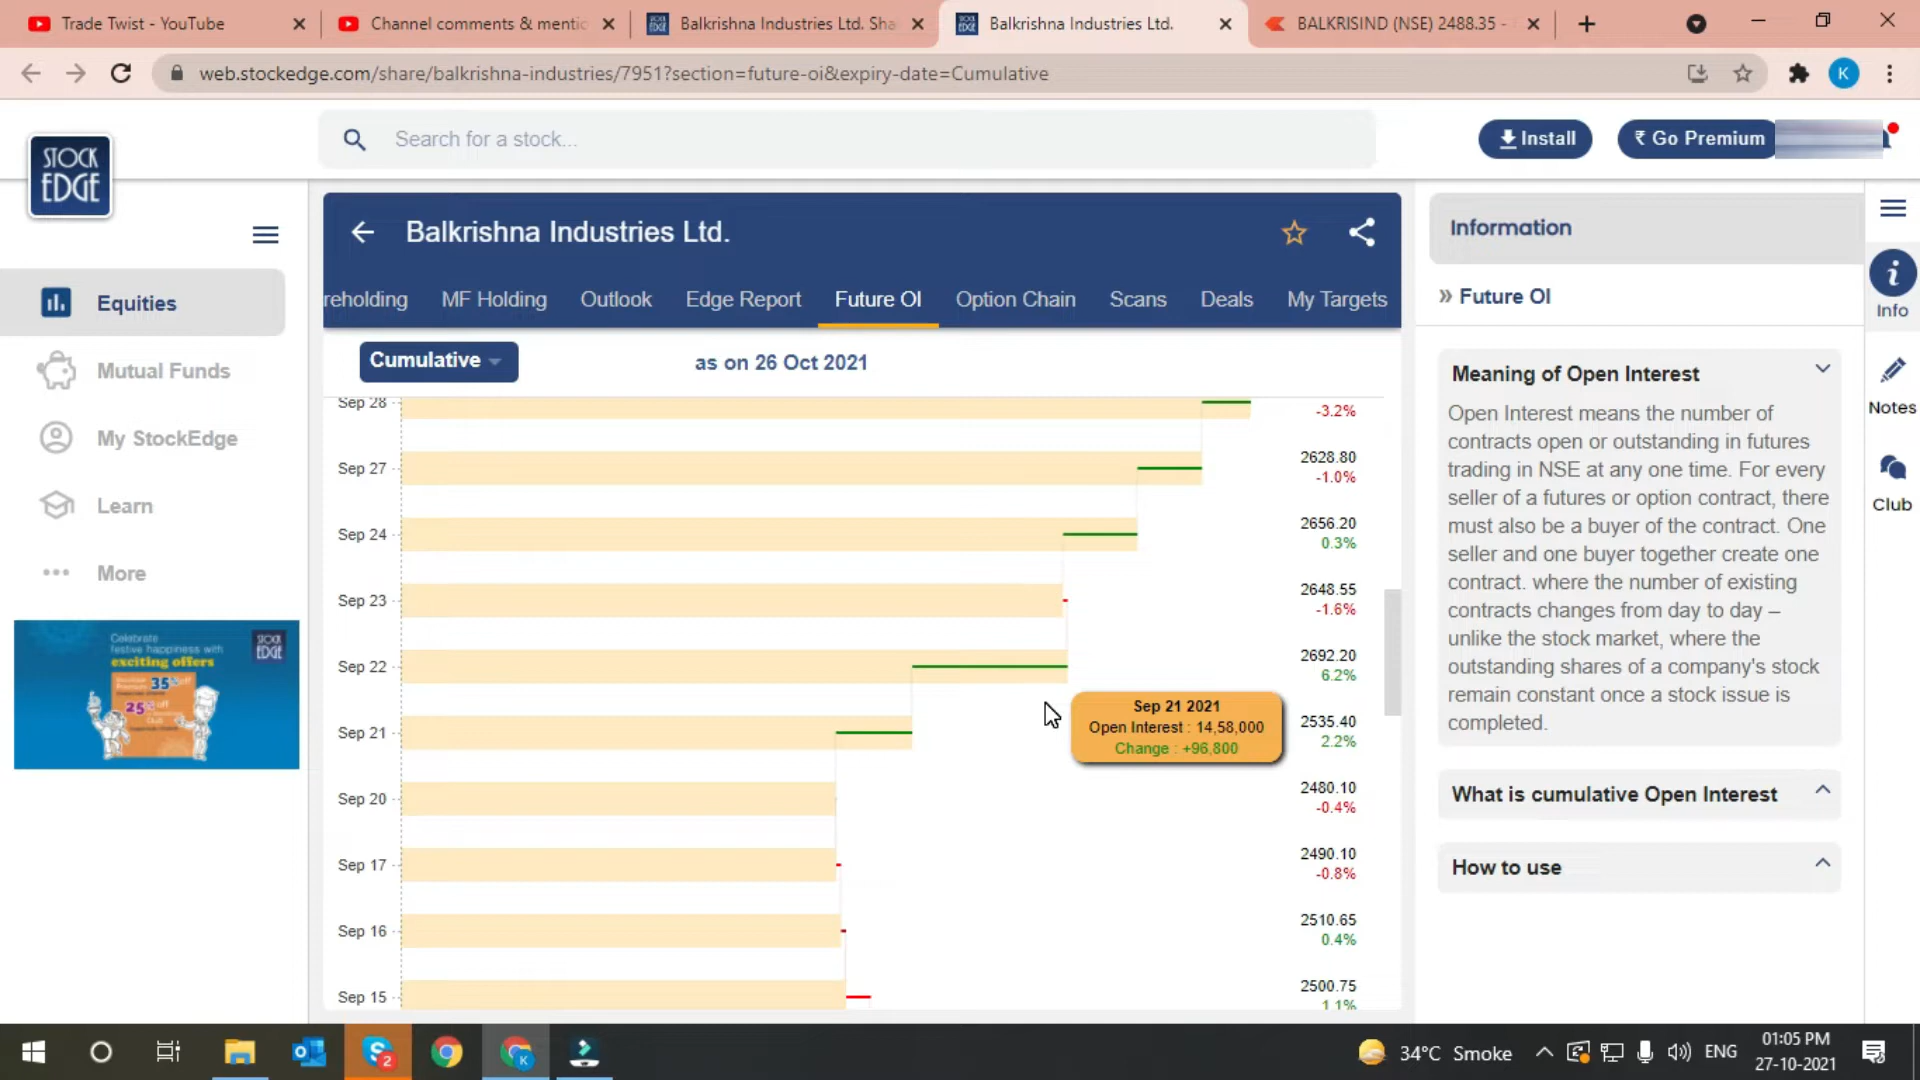 Trade Twist - YouTube
Channel comments & mentic
Balkrishna Industries Ltd. Sha
Balkrishna Industries Ltd.
BALKRISIND (NSE) 2488.35 -
web.stockedge.com/share/balkrishna-industries/7951?section=future-oi&expiry-date=Cumulative
K
STOCK
EDGE
Search for a stock...
Install
₹ Go Premium
Equities
Mutual Funds
My StockEdge
Learn
More
Celebrate
festive happiness with
exciting offers
STOCK
EDGE
35%
25%
Balkrishna Industries Ltd.
reholding
MF Holding
Outlook
Edge Report
Future OI
Option Chain
Scans
Deals
My Targets
Cumulative
as on 26 Oct 2021
Sep 28
-3.2%
Sep 27
2628.80
-1.0%
Sep 24
2656.20
0.3%
Sep 23
2648.55
-1.6%
Sep 22
2692.20
6.2%
Sep 21
2535.40
2.2%
Sep 21 2021
Open Interest : 14,58,000
Change : +96,800
Sep 20
2480.10
-0.4%
Sep 17
2490.10
-0.8%
Sep 16
2510.65
0.4%
Sep 15
2500.75
1.1%
Information
» Future OI
Meaning of Open Interest
Open Interest means the number of
contracts open or outstanding in futures
trading in NSE at any one time. For every
seller of a futures or option contract, there
must also be a buyer of the contract. One
seller and one buyer together create one
contract. where the number of existing
contracts changes from day to day –
unlike the stock market, where the
outstanding shares of a company's stock
remain constant once a stock issue is
completed.
What is cumulative Open Interest
How to use
Info
Notes
Club
2
K
34°C Smoke
ENG
01:05 PM
27-10-2021